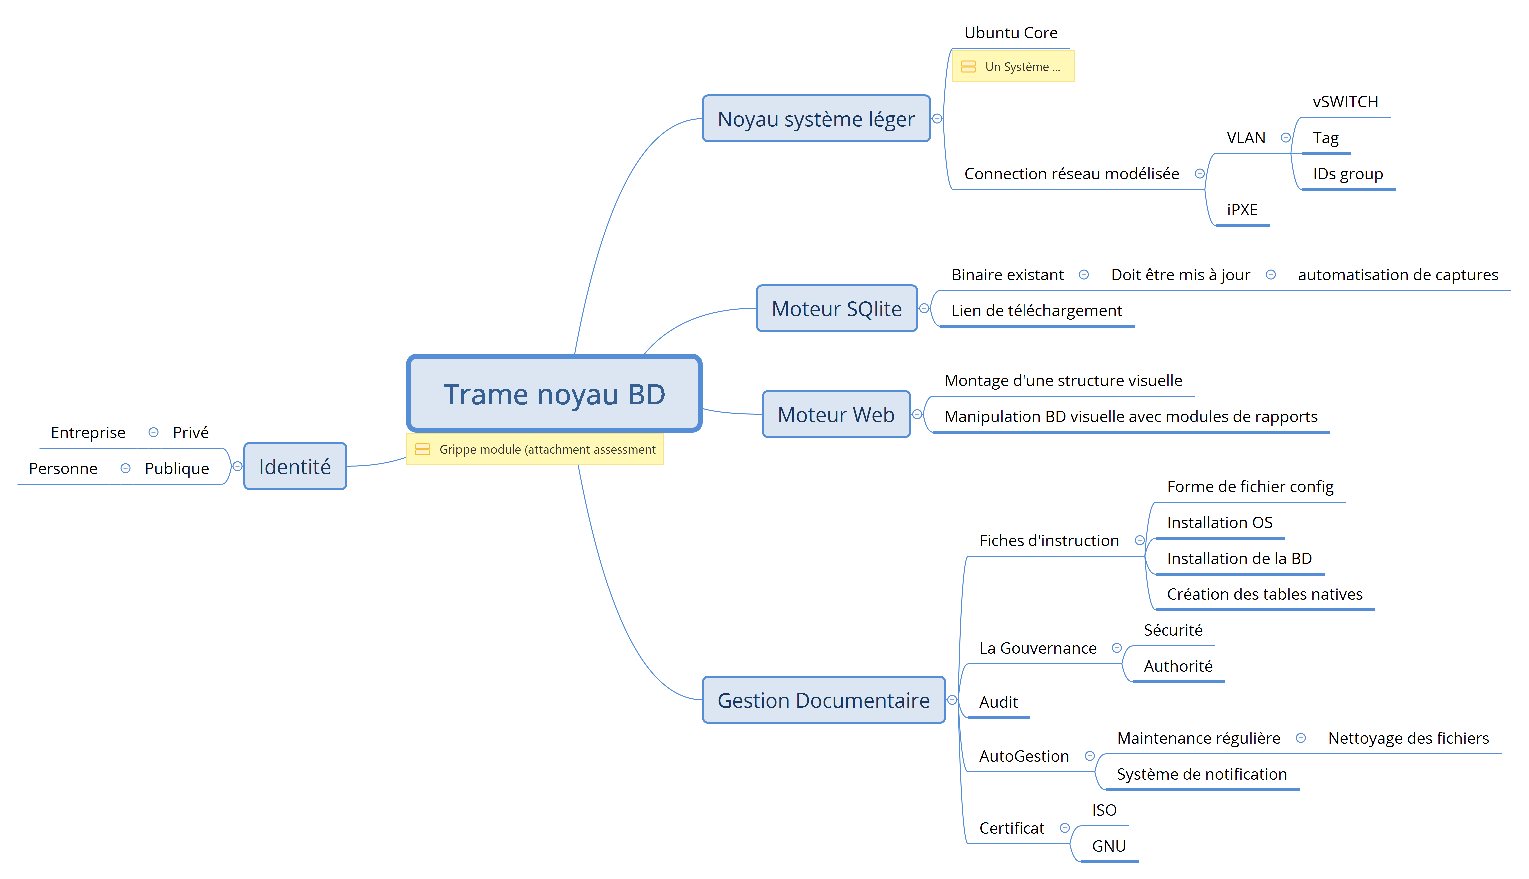 Trame noyau BD
Grippe module (attachment assessment
Noyau système léger
Ubuntu Core
Un Système ...
Connection réseau modélisée
VLAN
vSWITCH
Tag
IDs group
iPXE
Moteur SQlite
Binaire existant
Doit être mis à jour
automatisation de captures
Lien de téléchargement
Moteur Web
Montage d'une structure visuelle
Manipulation BD visuelle avec modules de rapports
Gestion Documentaire
Fiches d'instruction
Forme de fichier config
Installation OS
Installation de la BD
Création des tables natives
La Gouvernance
Sécurité
Authorité
Audit
AutoGestion
Maintenance régulière
Nettoyage des fichiers
Système de notification
Certificat
ISO
GNU
Identité
Privé
Entreprise
Publique
Personne